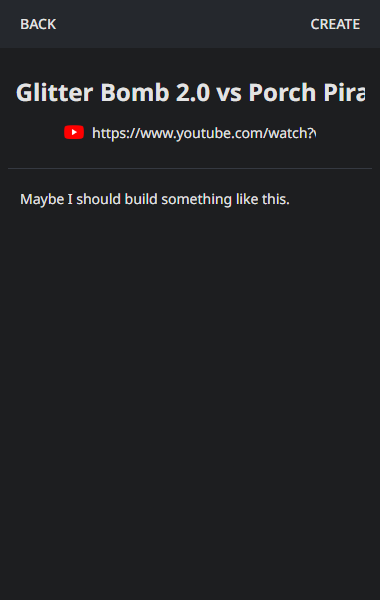 BACK
CREATE
Glitter Bomb 2.0 vs Porch Pira
https://www.youtube.com/watch?
Maybe I should build something like this.